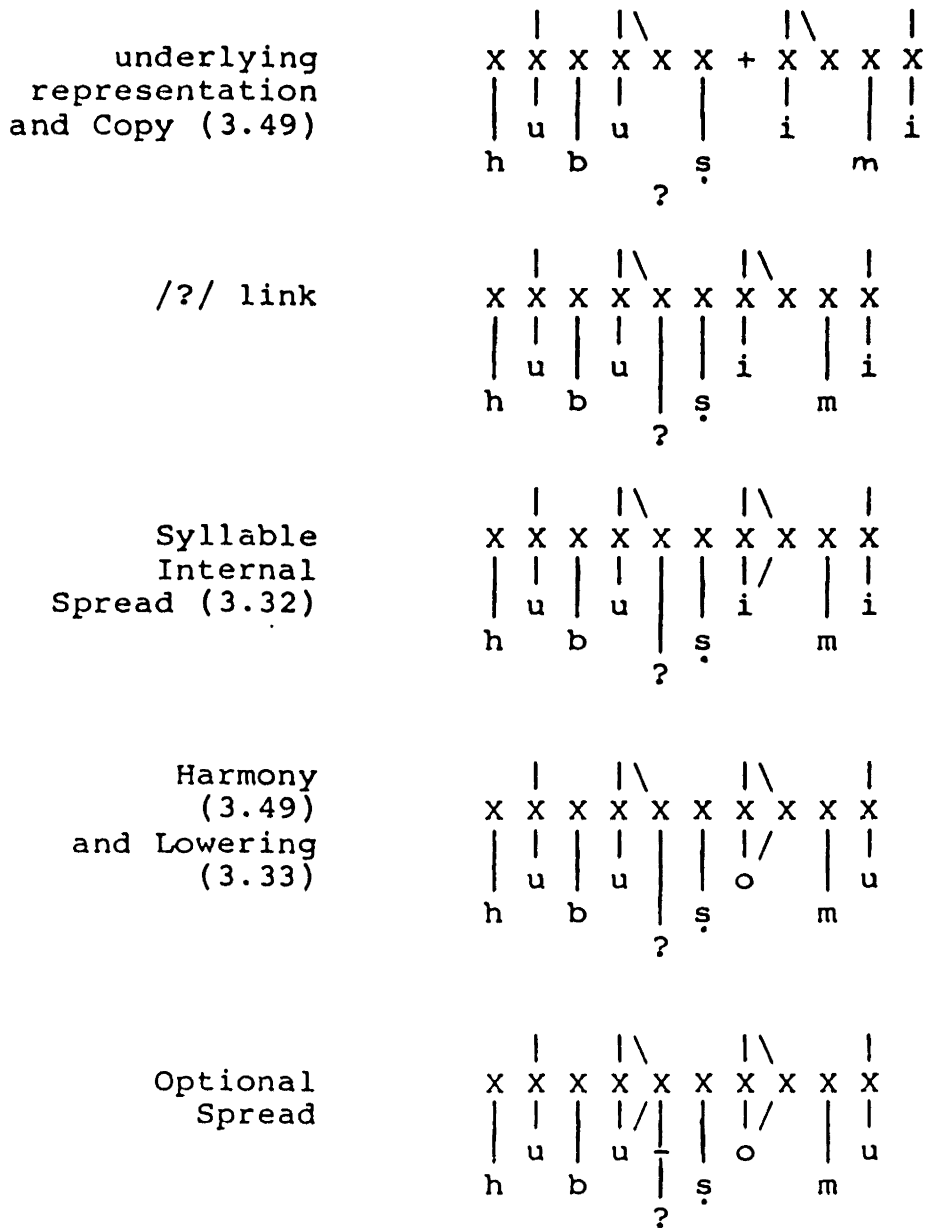 underlying X X X X X X + X X X X
representation
and Copy (3.49) u u i i
h b ṣ m
?
/?/ link X X X X X X X X X X
u u i i
h b ṣ m
?
Syllable X X X X X X X X X X
Internal
Spread (3.32) u u i i
h b ṣ m
?
Harmony
(3.49) X X X X X X X X X X
and Lowering
(3.33) u u o u
h b ṣ m
?
Optional X X X X X X X X X X
Spread
u u o u
h b ṣ m
?